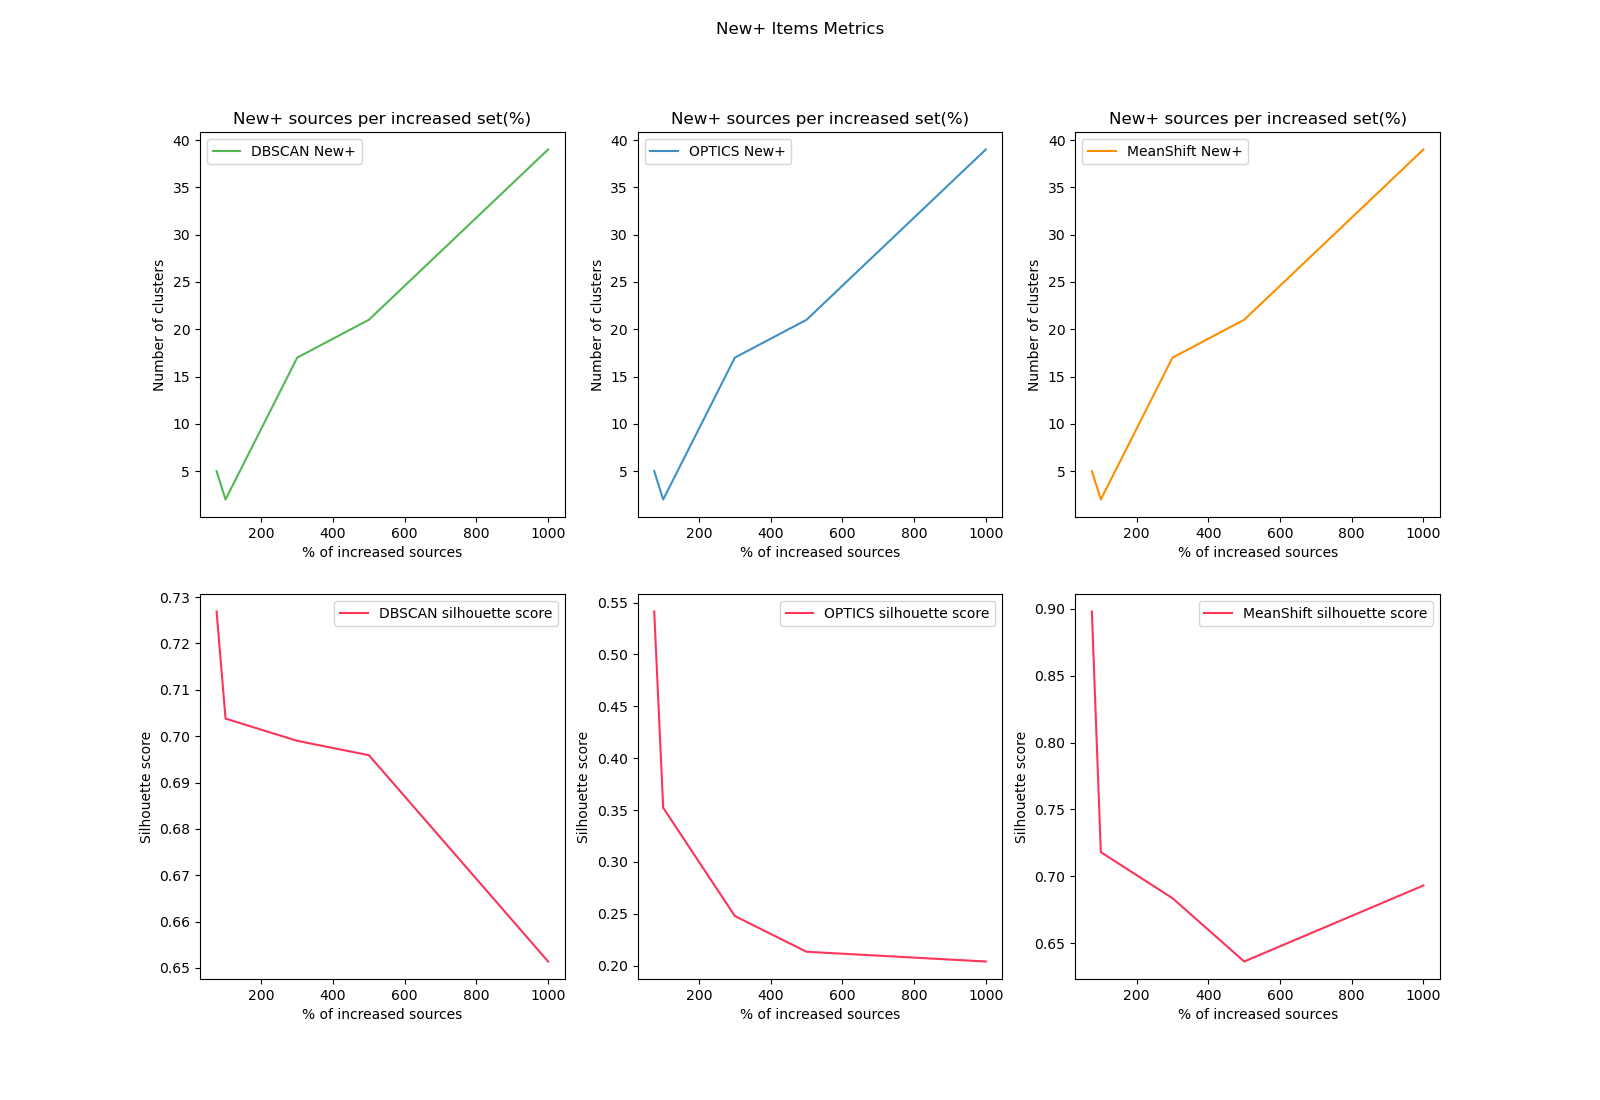 New+ Items Metrics
New+ sources per increased set(%)
40
35
30
25
20
15
10
5
Number of clusters
DBSCAN New+
200 400 600 800 1000
% of increased sources
New+ sources per increased set(%)
40
35
30
25
20
15
10
5
Number of clusters
OPTICS New+
200 400 600 800 1000
% of increased sources
New+ sources per increased set(%)
40
35
30
25
20
15
10
5
Number of clusters
MeanShift New+
200 400 600 800 1000
% of increased sources
0.73
0.72
0.71
0.70
0.69
0.68
0.67
0.66
0.65
Silhouette score
DBSCAN silhouette score
200 400 600 800 1000
% of increased sources
0.55
0.50
0.45
0.40
0.35
0.30
0.25
0.20
Silhouette score
OPTICS silhouette score
200 400 600 800 1000
% of increased sources
0.90
0.85
0.80
0.75
0.70
0.65
Silhouette score
MeanShift silhouette score
200 400 600 800 1000
% of increased sources